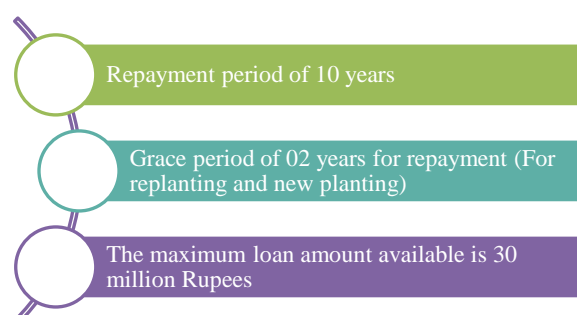 Repayment period of 10 years
Grace period of 02 years for repayment (For
replanting and new planting)
The maximum loan amount available is 30
million Rupees